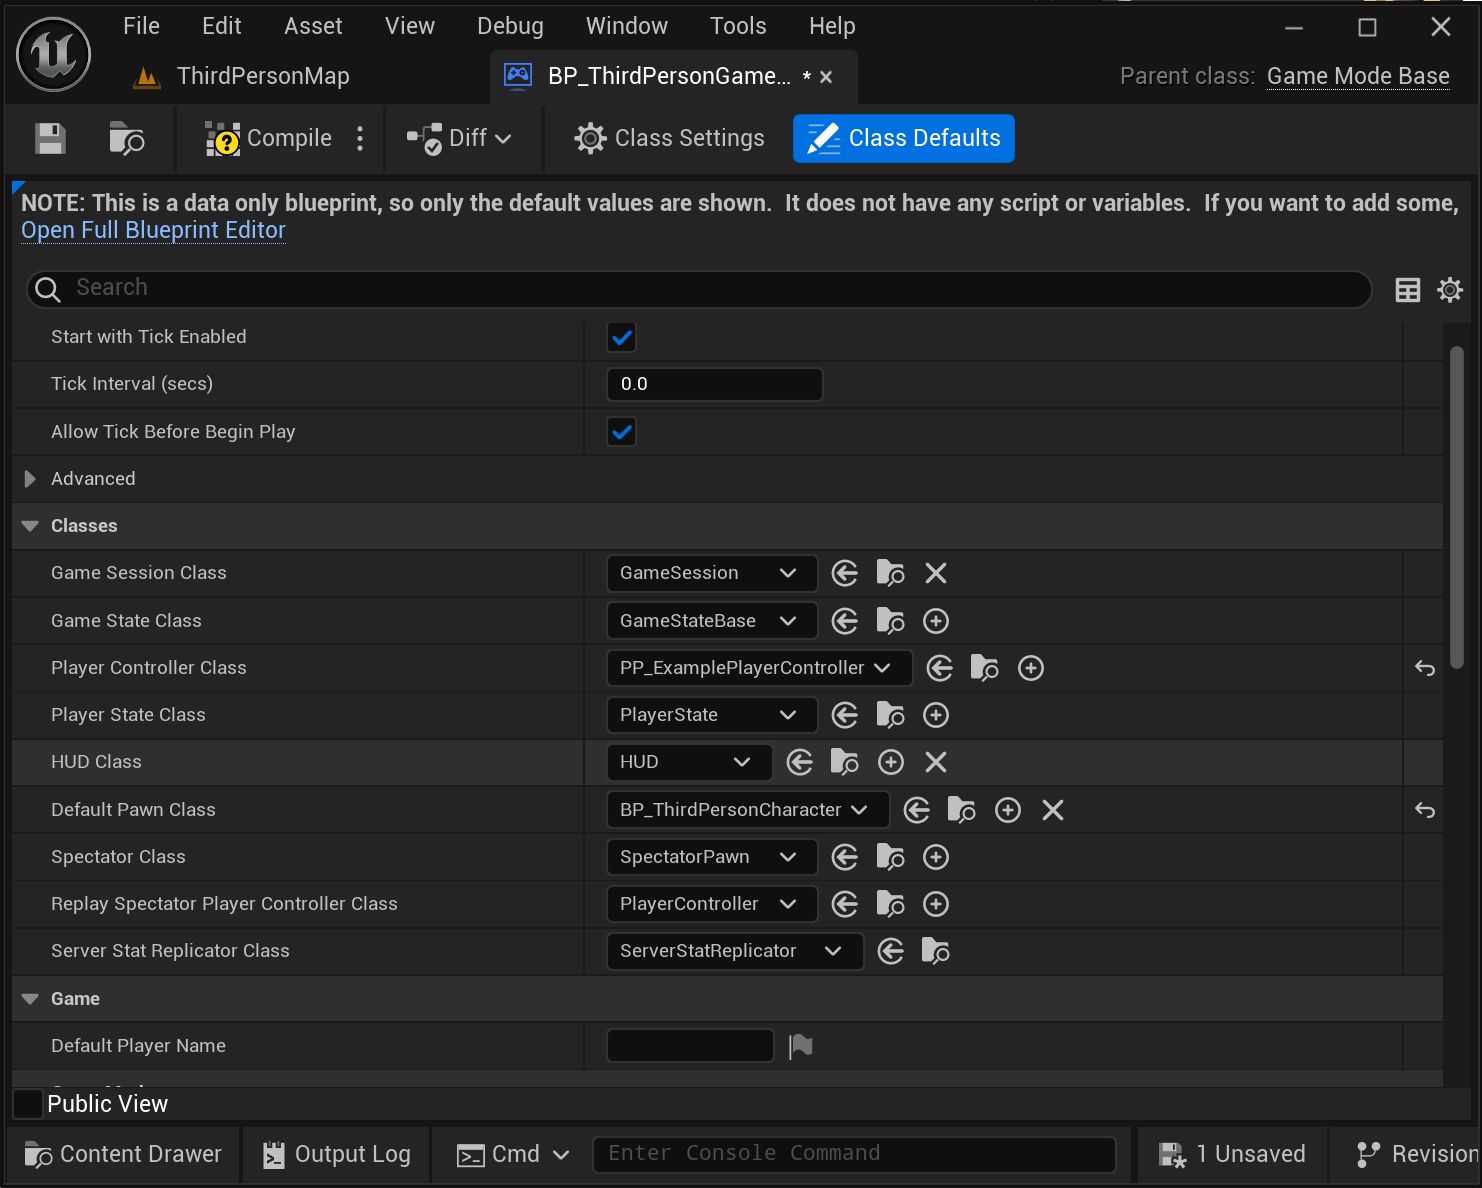 File Edit Asset View Debug Window Tools Help
ThirdPersonMap BP_ThirdPersonGame... * Parent class: Game Mode Base
Compile Diff Class Settings Class Defaults
NOTE: This is a data only blueprint, so only the default values are shown. It does not have any script or variables. If you want to add some,
Open Full Blueprint Editor
Search
Start with Tick Enabled
Tick Interval (secs) 0.0
Allow Tick Before Begin Play
Advanced
Classes
Game Session Class GameSession
Game State Class GameStateBase
Player Controller Class PP_ExamplePlayerController
Player State Class PlayerState
HUD Class HUD
Default Pawn Class BP_ThirdPersonCharacter
Spectator Class SpectatorPawn
Replay Spectator Player Controller Class PlayerController
Server Stat Replicator Class ServerStatReplicator
Game
Default Player Name
Public View
Content Drawer Output Log Cmd Enter Console Command 1 Unsaved Revision